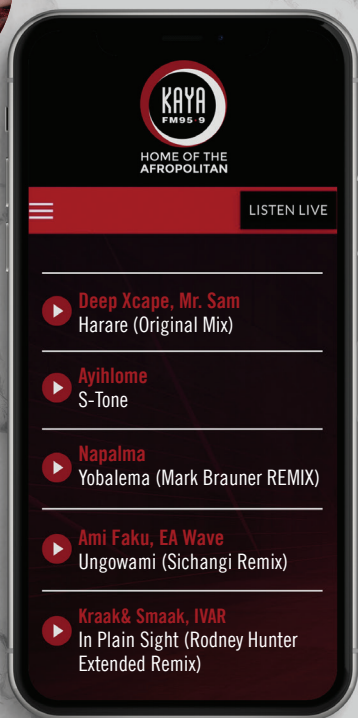 KAYA
FM95·9
HOME OF THE
AFROPOLITAN
LISTEN LIVE
Deep Xcape, Mr. Sam
Harare (Original Mix)
Ayihlome
S-Tone
Napalma
Yobalema (Mark Brauner REMIX)
Ami Faku, EA Wave
Ungowami (Sichangi Remix)
Kraak& Smaak, IVAR
In Plain Sight (Rodney Hunter
Extended Remix)